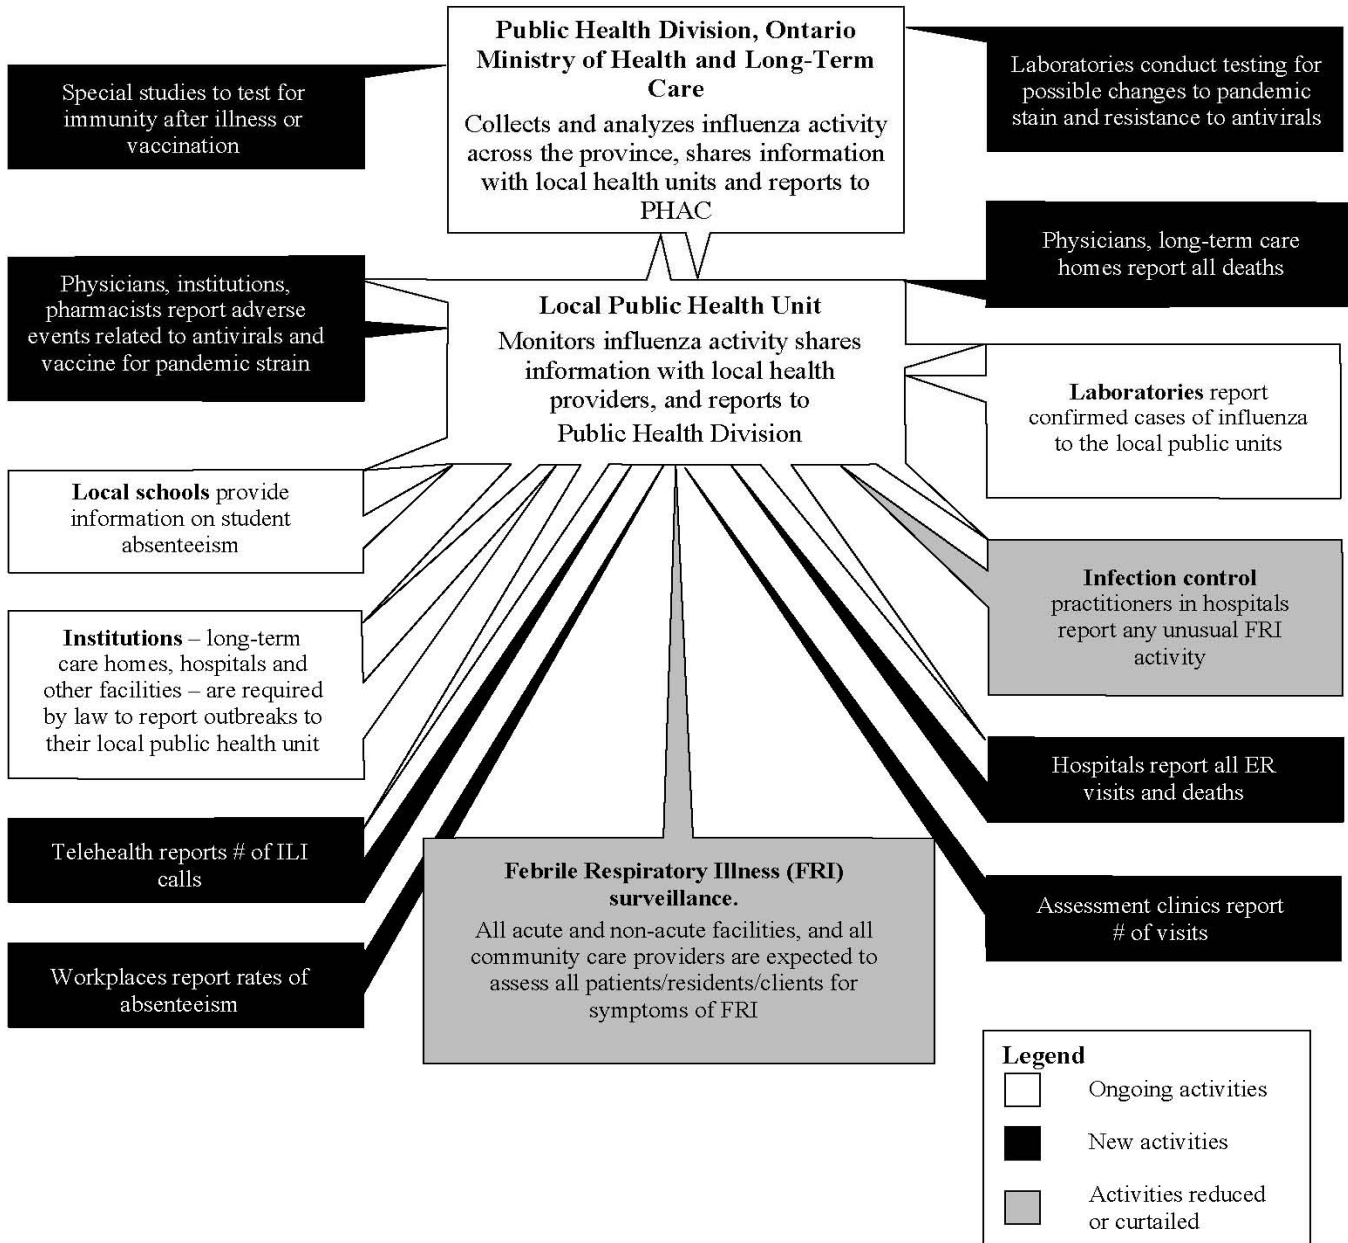 Public Health Division, Ontario
Ministry of Health and Long-Term
Care
Collects and analyzes influenza activity
across the province, shares information
with local health units and reports to
PHAC
Special studies to test for
immunity after illness or
vaccination
Laboratories conduct testing for
possible changes to pandemic
stain and resistance to antivirals
Physicians, long-term care
homes report all deaths
Physicians, institutions,
pharmacists report adverse
events related to antivirals and
vaccine for pandemic strain
Local Public Health Unit
Monitors influenza activity shares
information with local health
providers, and reports to
Public Health Division
Laboratories report
confirmed cases of influenza
to the local public units
Local schools provide
information on student
absenteeism
Infection control
practitioners in hospitals
report any unusual FRI
activity
Institutions – long-term
care homes, hospitals and
other facilities – are required
by law to report outbreaks to
their local public health unit
Hospitals report all ER
visits and deaths
Telehealth reports # of ILI
calls
Febrile Respiratory Illness (FRI)
surveillance.
All acute and non-acute facilities, and all
community care providers are expected to
assess all patients/residents/clients for
symptoms of FRI
Assessment clinics report
# of visits
Workplaces report rates of
absenteeism
Legend
Ongoing activities
New activities
Activities reduced
or curtailed